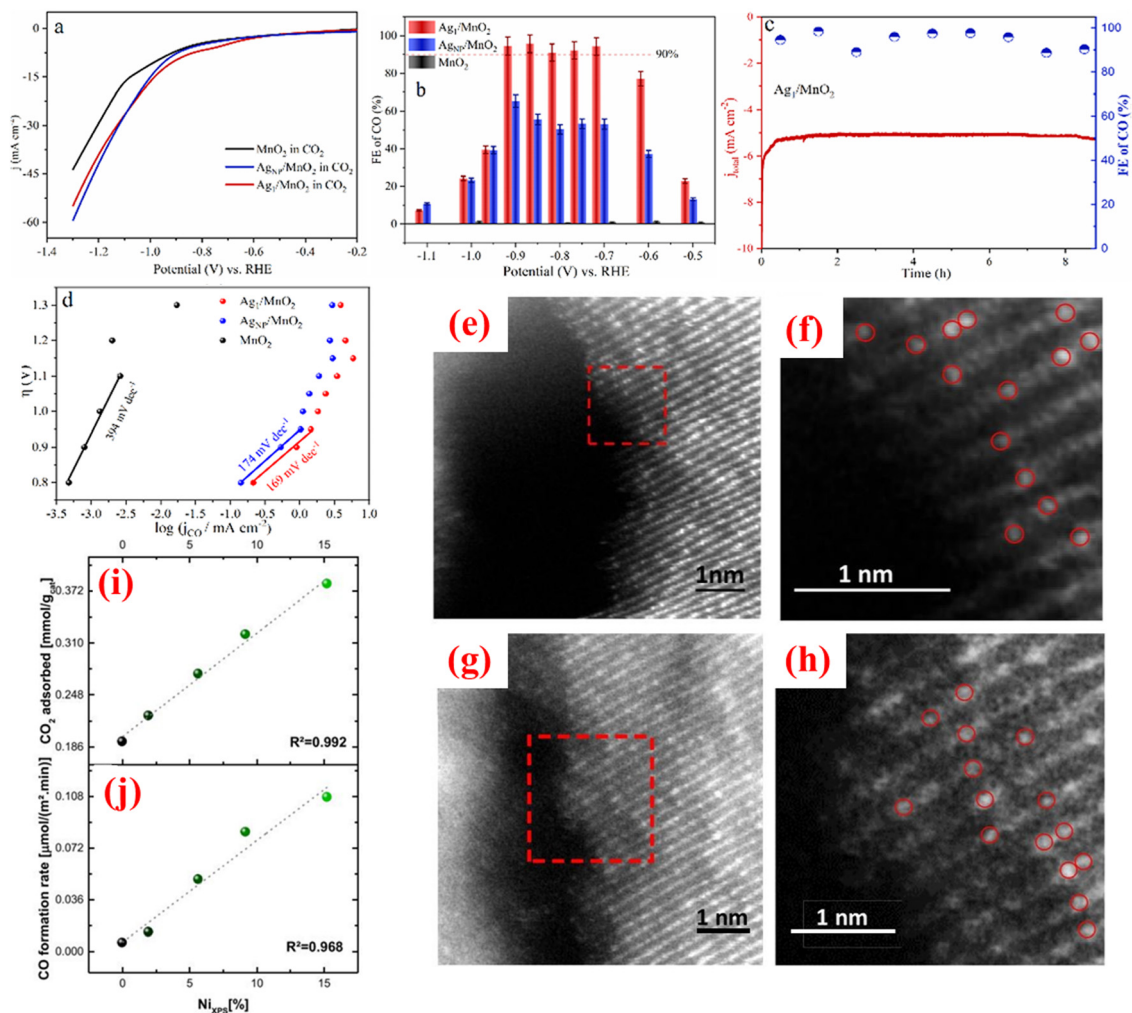 a
0
-15
-30
-45
-60
j (mA cm⁻²)
MnO₂ in CO₂
AgNP/MnO₂ in CO₂
Ag₁/MnO₂ in CO₂
-1.4 -1.2 -1.0 -0.8 -0.6 -0.4 -0.2
Potential (V) vs. RHE
b
Ag₁/MnO₂
AgNP/MnO₂
MnO₂
90%
100
80
60
40
20
0
FE of CO (%)
-1.1 -1.0 -0.9 -0.8 -0.7 -0.6 -0.5
Potential (V) vs. RHE
c
0
-2
-4
-6
-8
-10
jtotal (mA cm⁻²)
Ag₁/MnO₂
100
80
60
40
20
0
FE of CO (%)
0 2 4 6 8
Time (h)
d
Ag₁/MnO₂
AgNP/MnO₂
MnO₂
1.3
1.2
1.1
1.0
0.9
0.8
η (V)
394 mV dec⁻¹
174 mV dec⁻¹
169 mV dec⁻¹
-3.5 -3.0 -2.5 -2.0 -1.5 -1.0 -0.5 0.0 0.5 1.0
log (jCO / mA cm⁻²)
(e)
1nm
(f)
1 nm
(g)
1 nm
(h)
1 nm
0 5 10 15
(i)
0.372
0.310
0.248
0.186
CO₂ adsorbed [mmol/gcat]
R²=0.992
(j)
0.108
0.072
0.036
0.000
CO formation rate [μmol/(m².min)]
R²=0.968
0 5 10 15
NiXPS[%]